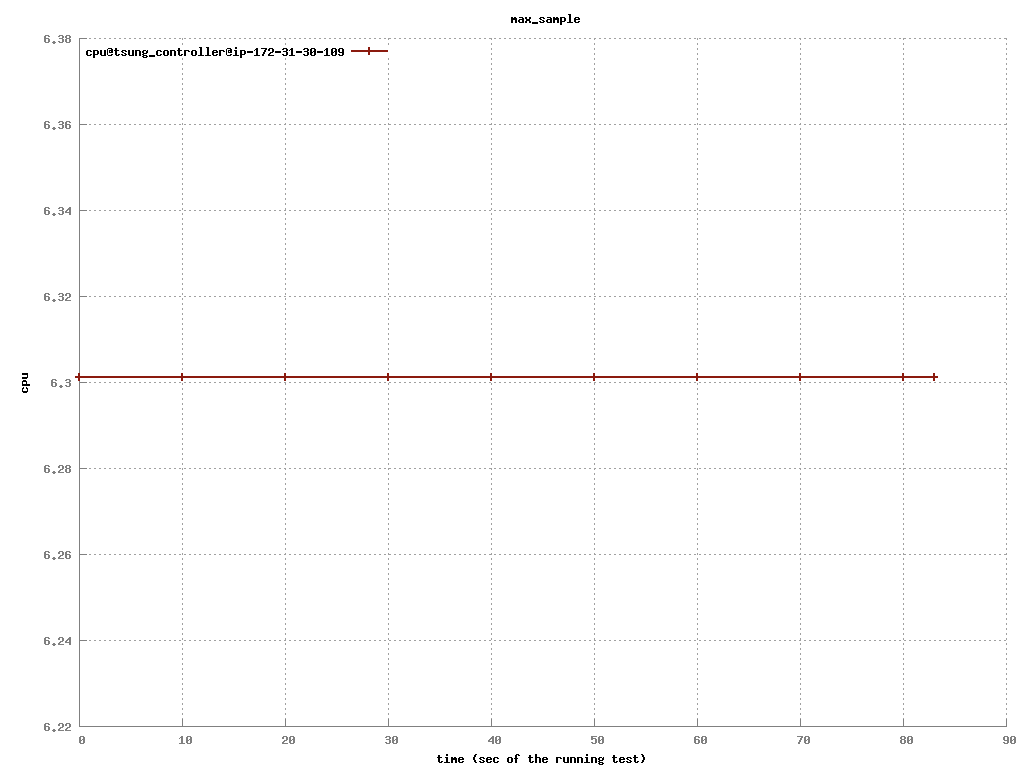 max_sample
6.38
cpu@tsung_controller@ip-172-31-30-109
6.36
6.34
6.32
6.3
cpu
6.28
6.26
6.24
6.22
0 10 20 30 40 50 60 70 80 90
time (sec of the running test)